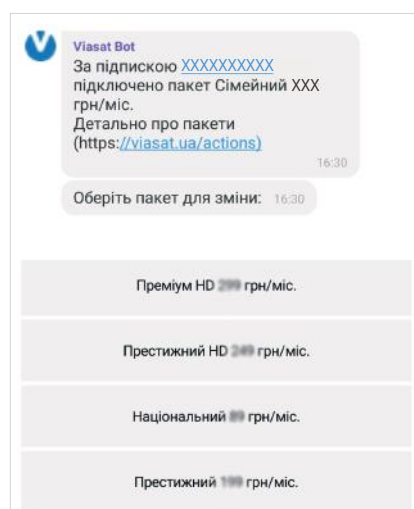 Viasat Bot
За підпискою XXXXXXXXXX
підключено пакет Сімейний XXX
грн/міс.
Детально про пакети
(https://viasat.ua/actions)
16:30
Оберіть пакет для зміни: 16:30
Преміум HD грн/міс.
Престижний HD грн/міс.
Національний грн/міс.
Престижний грн/міс.